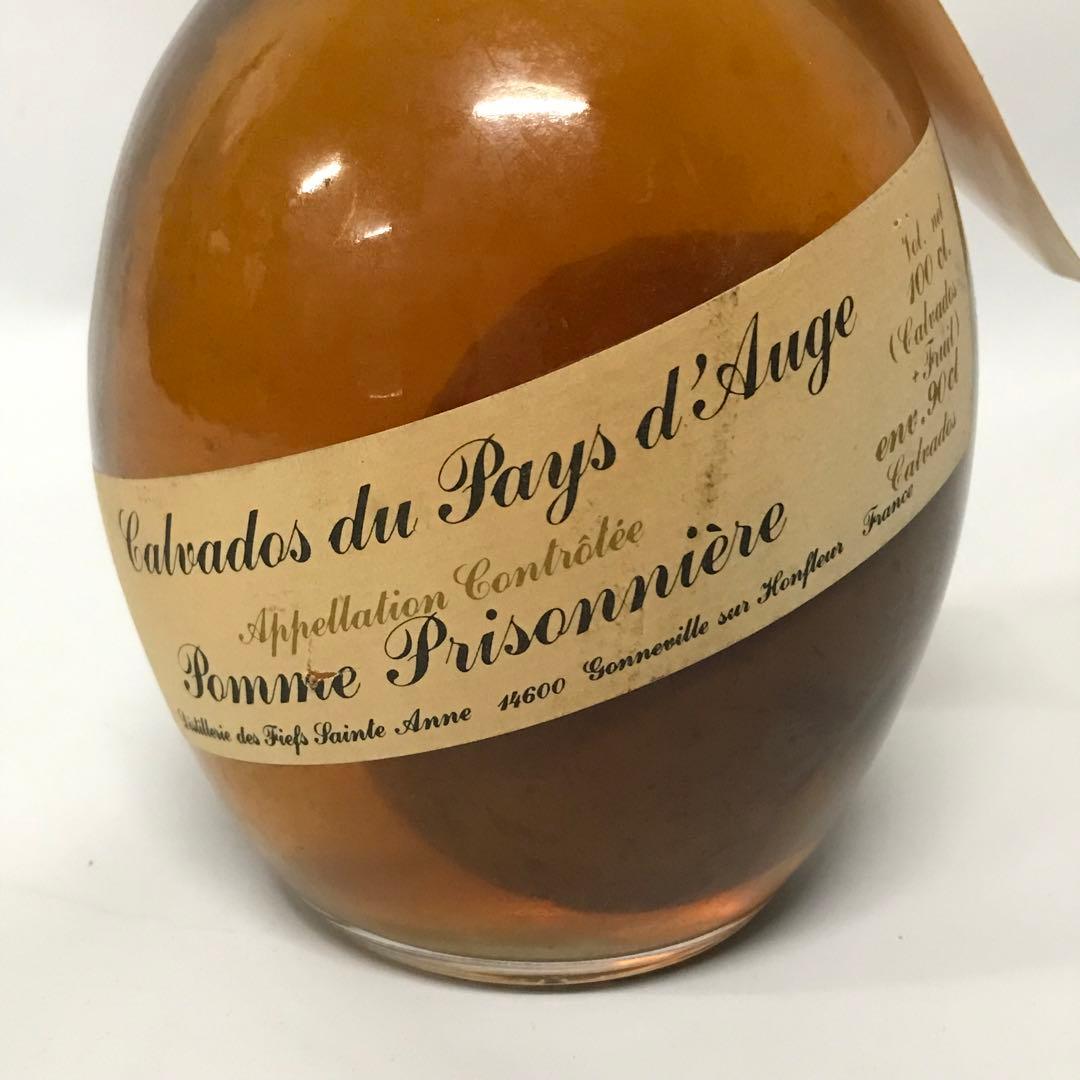 Calvados du Pays d'Auge
Appellation Contrôlée
Pomme Prisonnière
Distillerie des Fiefs Sainte Anne 14600 Gonneville sur Honfleur France
Vol. net
100 cl.
(Calvados
+ Fruit)
env. 90 cl
Calvados